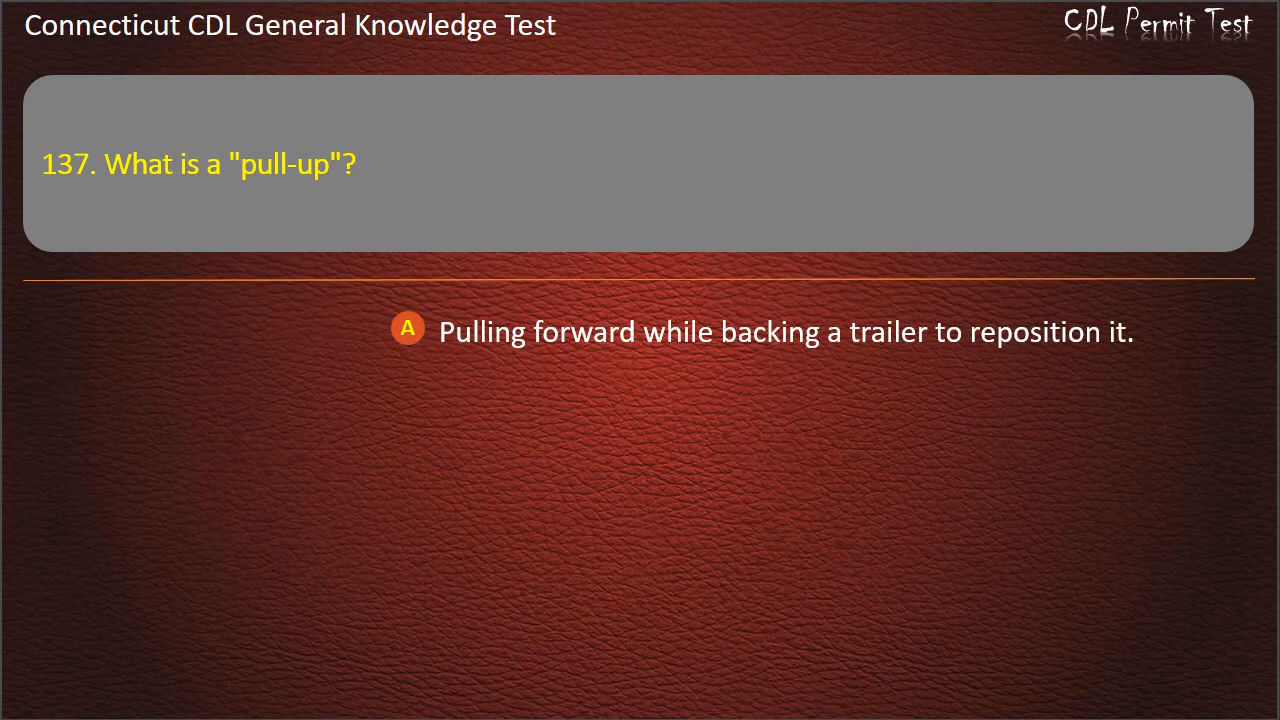 Connecticut CDL General Knowledge Test
CDL Permit Test
137. What is a "pull-up"?
A Pulling forward while backing a trailer to reposition it.